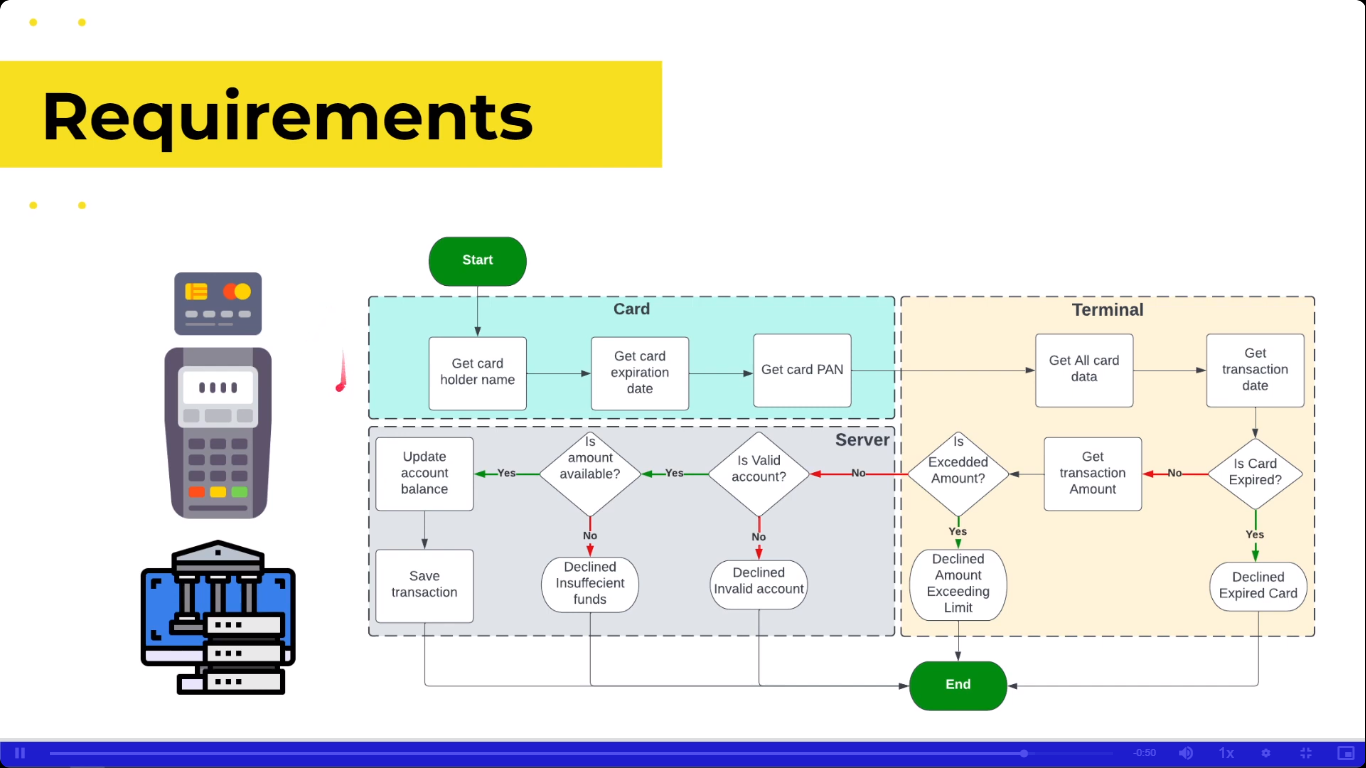 Requirements
Start
Card
Get card
holder name
Get card
expiration
date
Get card PAN
Terminal
Get All card
data
Get
transaction
date
Server
Update
account
balance
Yes
Is
amount
available?
Yes
Is Valid
account?
No
Is
Excedded
Amount?
Get
transaction
Amount
No
Is Card
Expired?
No
No
Yes
Yes
Save
transaction
Declined
Insuffecient
funds
Declined
Invalid account
Declined
Amount
Exceeding
Limit
Declined
Expired Card
End
-0:50
1x